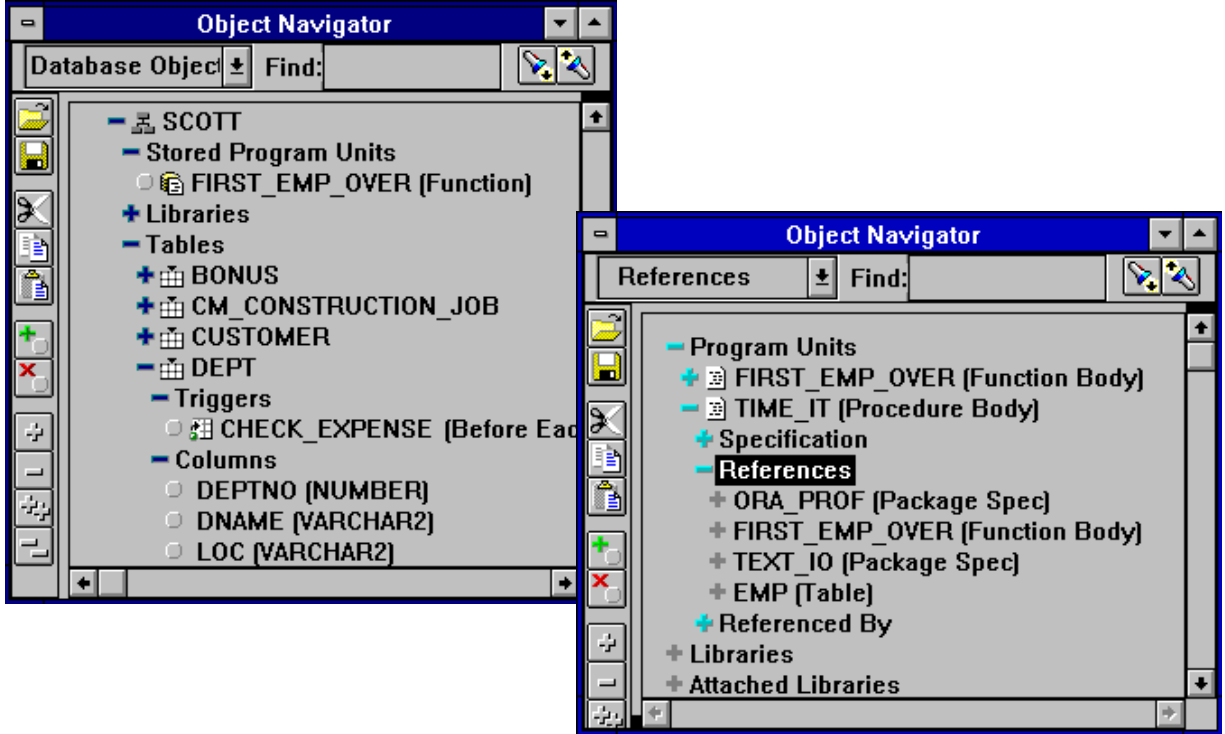 Object Navigator
Database Object
Find:
SCOTT
Stored Program Units
FIRST_EMP_OVER (Function)
Libraries
Tables
BONUS
CM_CONSTRUCTION_JOB
CUSTOMER
DEPT
Triggers
CHECK_EXPENSE (Before Eac
Columns
DEPTNO (NUMBER)
DNAME (VARCHAR2)
LOC (VARCHAR2)
Object Navigator
References
Find:
Program Units
FIRST_EMP_OVER (Function Body)
TIME_IT (Procedure Body)
Specification
References
ORA_PROF (Package Spec)
FIRST_EMP_OVER (Function Body)
TEXT_IO (Package Spec)
EMP (Table)
Referenced By
Libraries
Attached Libraries